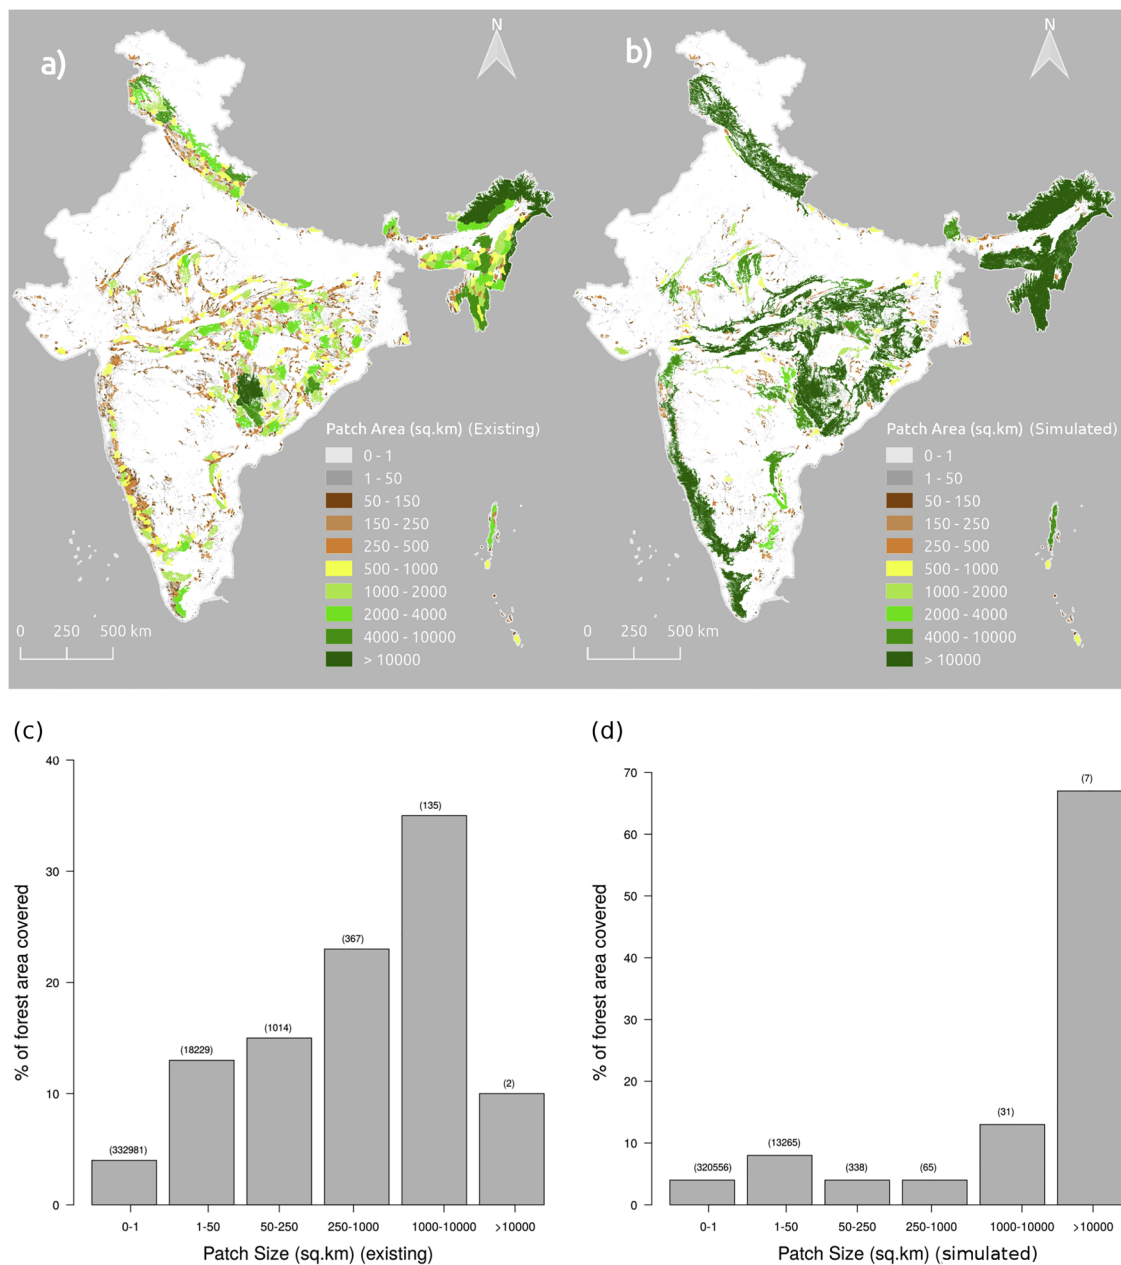 a)
N
Patch Area (sq.km) (Existing)
0 - 1
1 - 50
50 - 150
150 - 250
250 - 500
500 - 1000
1000 - 2000
2000 - 4000
4000 - 10000
> 10000
0 250 500 km
b)
N
Patch Area (sq.km) (Simulated)
0 - 1
1 - 50
50 - 150
150 - 250
250 - 500
500 - 1000
1000 - 2000
2000 - 4000
4000 - 10000
> 10000
0 250 500 km
(c)
% of forest area covered
40
30
20
10
0
(332981)
(18229)
(1014)
(367)
(135)
(2)
0-1 1-50 50-250 250-1000 1000-10000 >10000
Patch Size (sq.km) (existing)
(d)
% of forest area covered
70
60
50
40
30
20
10
0
(320556)
(13265)
(338)
(65)
(31)
(7)
0-1 1-50 50-250 250-1000 1000-10000 >10000
Patch Size (sq.km) (simulated)